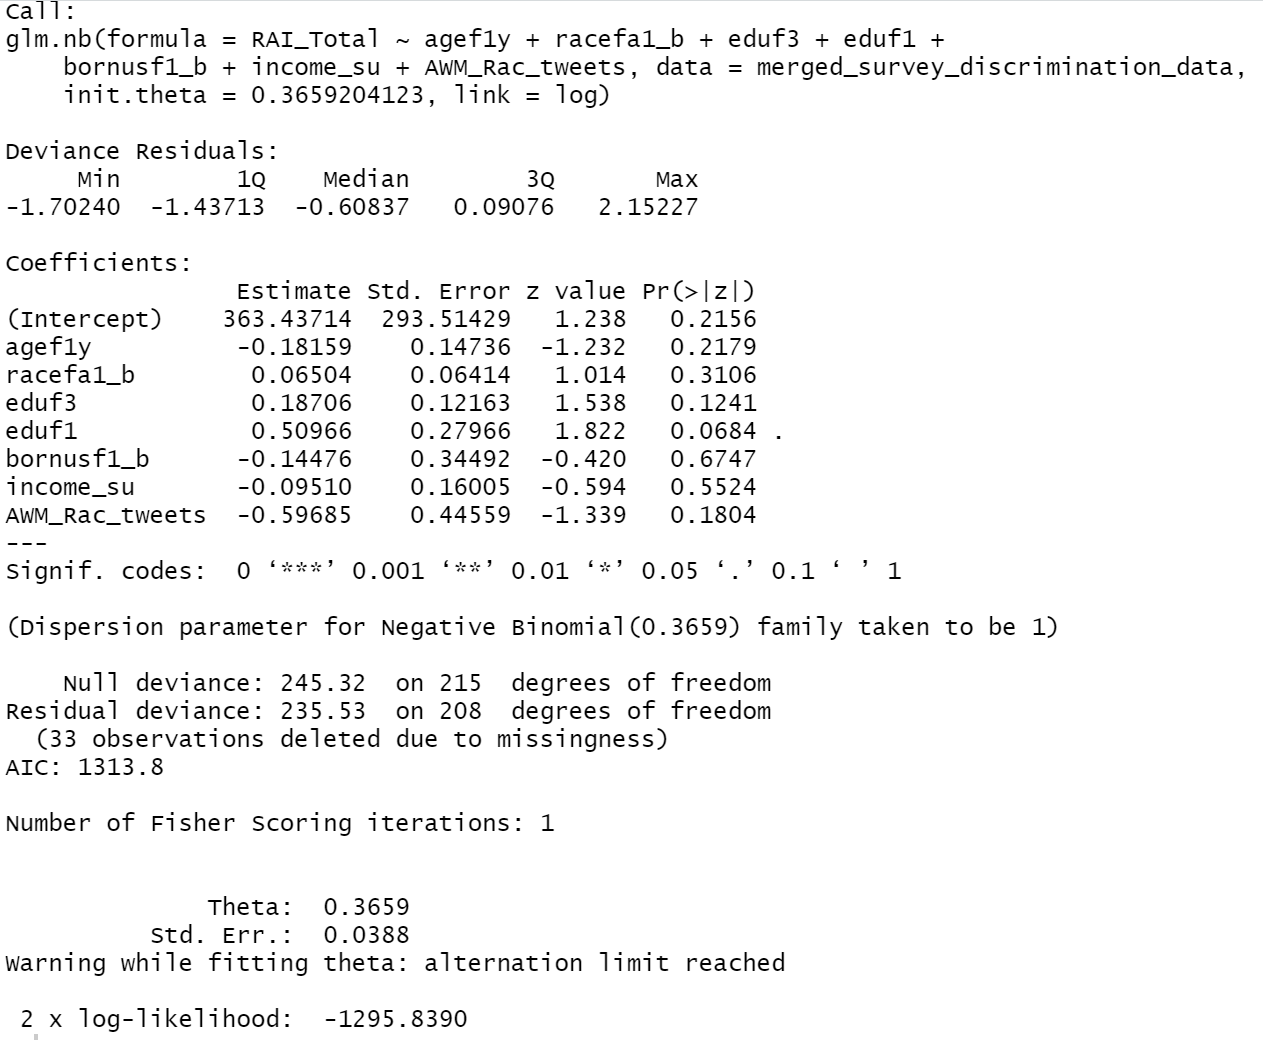 Call:
glm.nb(formula = RAI_Total ~ agef1y + racefa1_b + eduf3 + eduf1 +
    bornusf1_b + income_su + AWM_Rac_tweets, data = merged_survey_discrimination_data,
    init.theta = 0.3659204123, link = log)

Deviance Residuals:
     Min        1Q    Median        3Q       Max
-1.70240  -1.43713  -0.60837   0.09076   2.15227

Coefficients:
                Estimate Std. Error z value Pr(>|z|)
(Intercept)    363.43714  293.51429   1.238   0.2156
agef1y          -0.18159    0.14736  -1.232   0.2179
racefa1_b        0.06504    0.06414   1.014   0.3106
eduf3            0.18706    0.12163   1.538   0.1241
eduf1            0.50966    0.27966   1.822   0.0684 .
bornusf1_b      -0.14476    0.34492  -0.420   0.6747
income_su       -0.09510    0.16005  -0.594   0.5524
AWM_Rac_tweets  -0.59685    0.44559  -1.339   0.1804
---
Signif. codes:  0 ‘***’ 0.001 ‘**’ 0.01 ‘*’ 0.05 ‘.’ 0.1 ‘ ’ 1

(Dispersion parameter for Negative Binomial(0.3659) family taken to be 1)

    Null deviance: 245.32  on 215  degrees of freedom
Residual deviance: 235.53  on 208  degrees of freedom
  (33 observations deleted due to missingness)
AIC: 1313.8

Number of Fisher Scoring iterations: 1


              Theta:  0.3659
          Std. Err.:  0.0388
Warning while fitting theta: alternation limit reached

 2 x log-likelihood:  -1295.8390